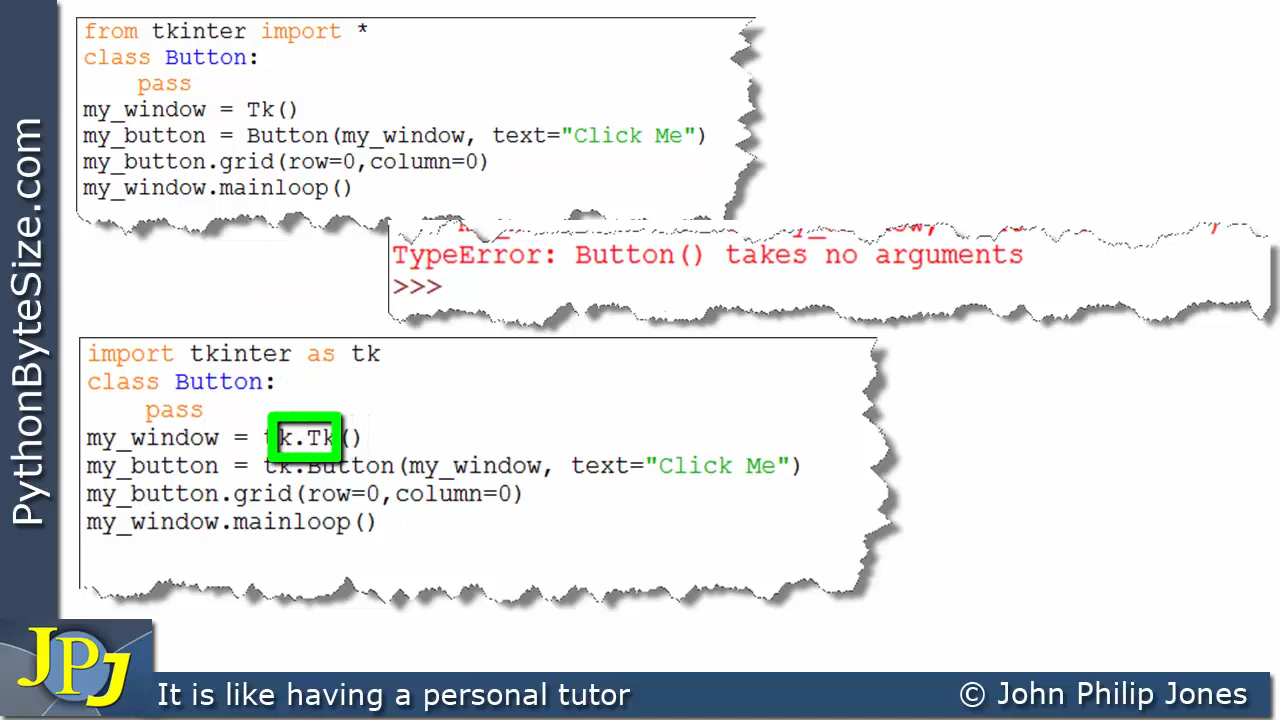 PythonByteSize.com
from tkinter import *
class Button:
pass
my_window = Tk()
my_button = Button(my_window, text="Click Me")
my_button.grid(row=0,column=0)
my_window.mainloop()
TypeError: Button() takes no arguments
>>>
import tkinter as tk
class Button:
pass
my_window = tk.Tk()
my_button = tk.Button(my_window, text="Click Me")
my_button.grid(row=0,column=0)
my_window.mainloop()
JPJ
It is like having a personal tutor
© John Philip Jones